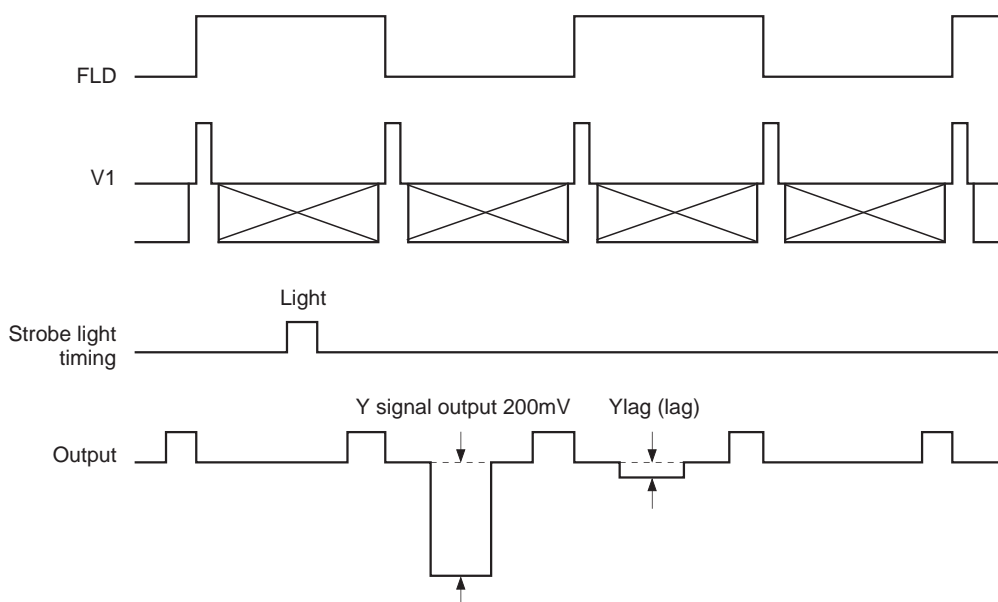 FLD
V1
Light
Strobe light
timing
Y signal output 200mV
Ylag (lag)
Output